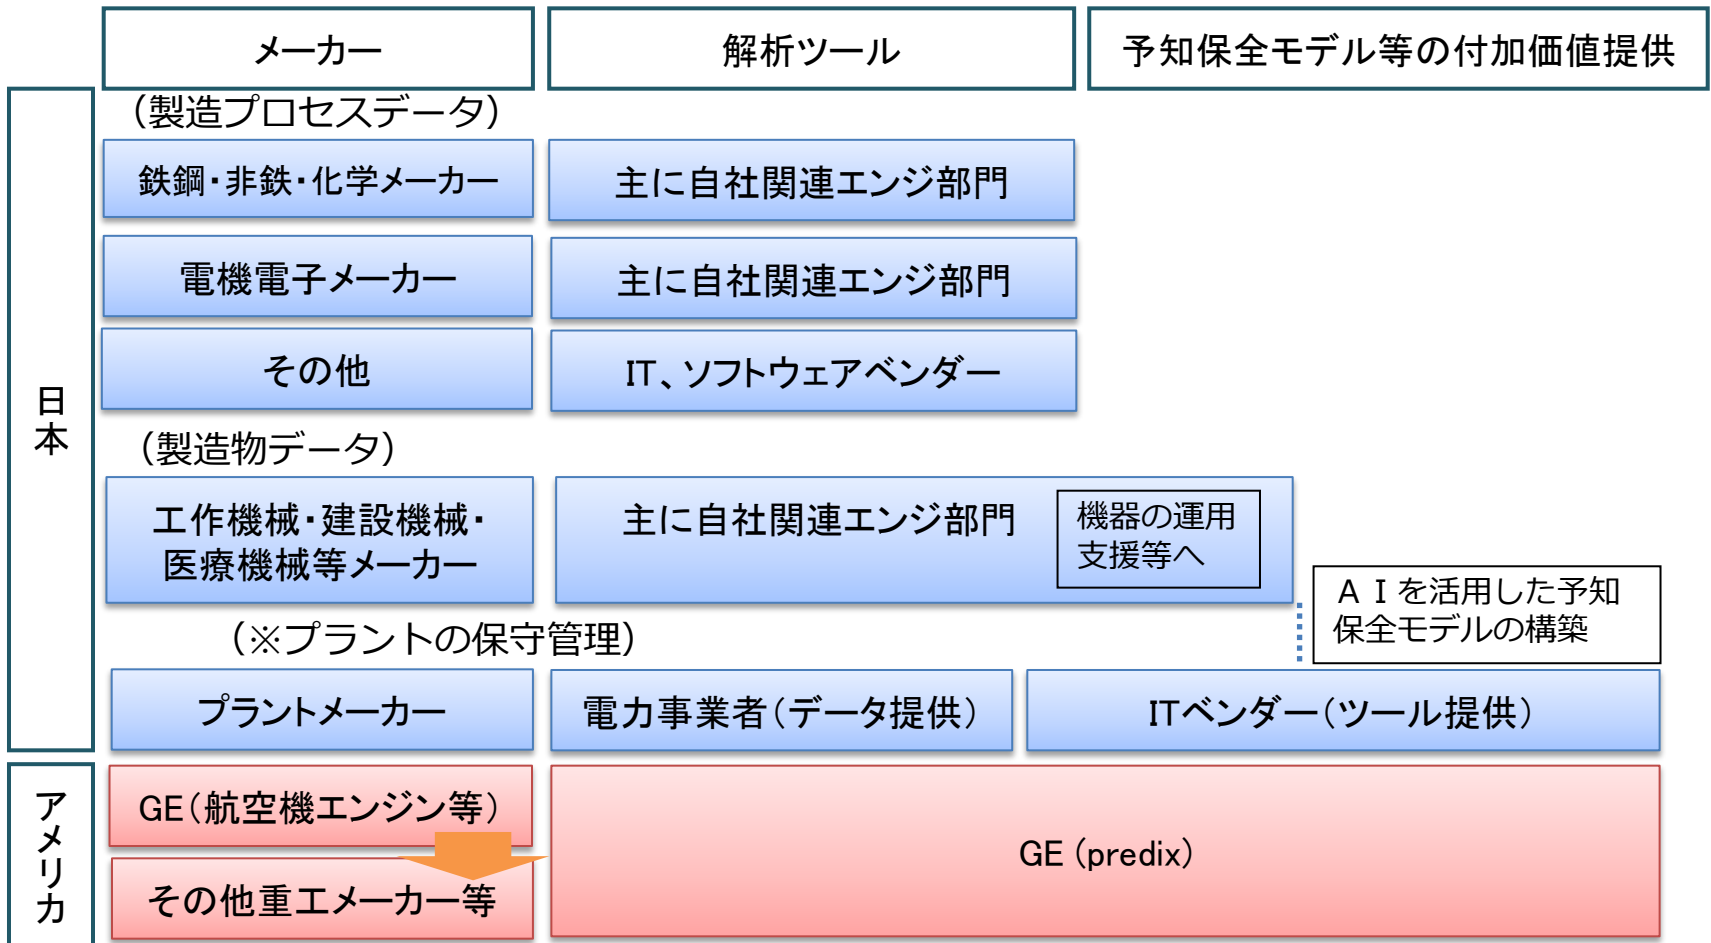 メーカー
解析ツール
予知保全モデル等の付加価値提供
日本
（製造プロセスデータ）
鉄鋼・非鉄・化学メーカー
主に自社関連エンジ部門
電機電子メーカー
主に自社関連エンジ部門
その他
IT、ソフトウェアベンダー
（製造物データ）
工作機械・建設機械・
医療機械等メーカー
主に自社関連エンジ部門
機器の運用
支援等へ
ＡＩを活用した予知
保全モデルの構築
（※プラントの保守管理）
プラントメーカー
電力事業者（データ提供）
ITベンダー（ツール提供）
アメリカ
GE（航空機エンジン等）
その他重工メーカー等
GE（predix）